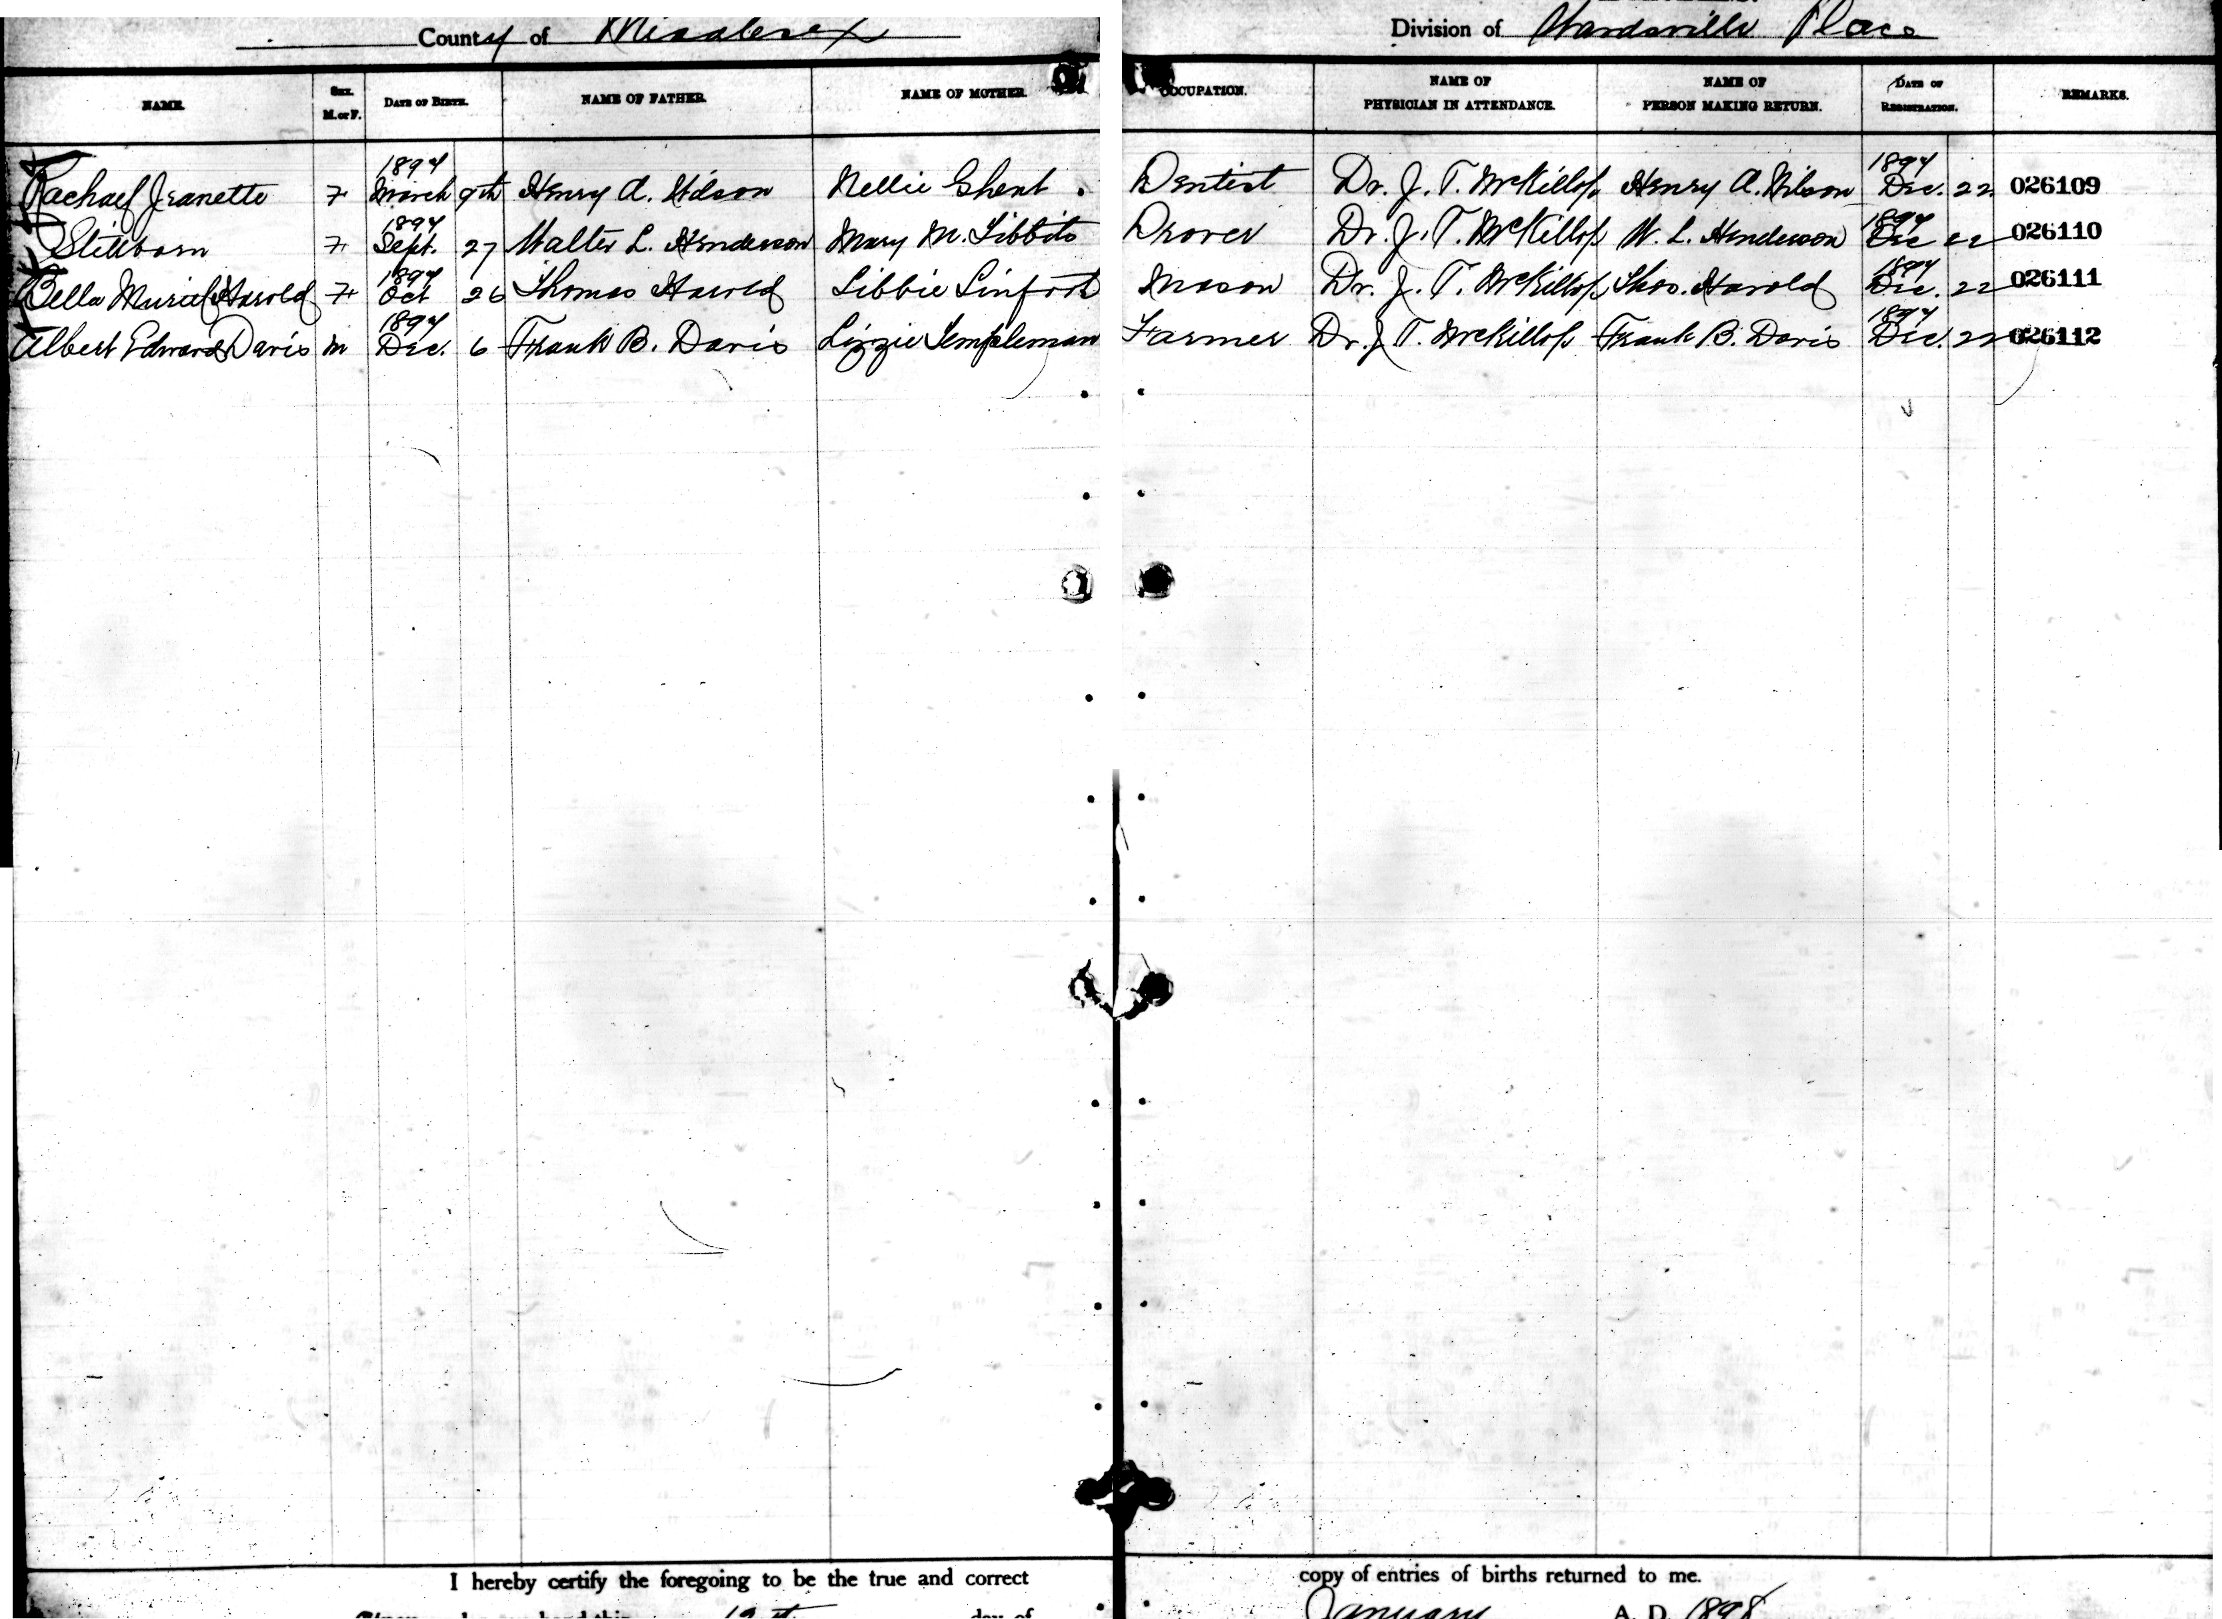 County of Middlesex Division of Wardsville Place
NAME. SEX. M. or F. DATE OF BIRTH. NAME OF FATHER. NAME OF MOTHER. OCCUPATION. NAME OF PHYSICIAN IN ATTENDANCE. NAME OF PERSON MAKING RETURN. DATE OF REGISTRATION. REMARKS.
Rachael Jeanette F 1897 March 9th Henry A. Wilson Nellie Ghent Dentist Dr. J. T. McKillop Henry A. Wilson 1897 Dec. 22 026109
Stillborn F 1897 Sept. 27 Walter L. Henderson Mary M. Tibbits Drover Dr. J. T. McKillop W. L. Henderson 1897 Dec 22 026110
Bella Muriel Harold F 1897 Oct 26 Thomas Harold Libbie Linfoot Mason Dr. J. T. McKillop Thos. Harold 1897 Dec. 22 026111
Albert Edward Davis M 1897 Dec. 6 Frank B. Davis Lizzie Templeman Farmer Dr. J. T. McKillop Frank B. Davis 1897 Dec. 22 026112
I hereby certify the foregoing to be the true and correct copy of entries of births returned to me.
day of January A. D. 1898